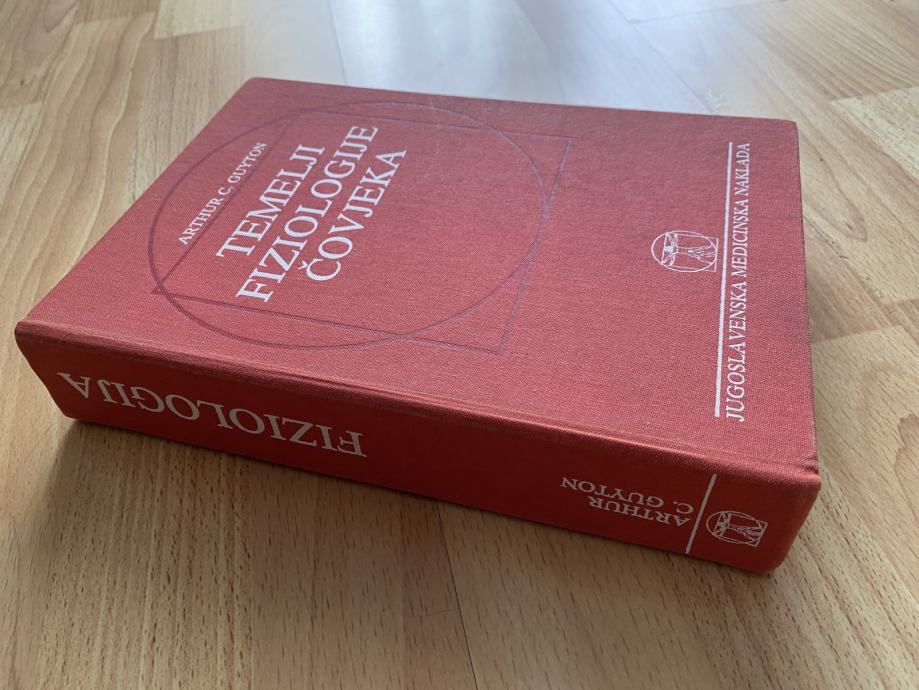 ARTHUR C. GUYTON
TEMELJI
FIZIOLOGIJE
ČOVJEKA
JUGOSLAVENSKA MEDICINSKA NAKLADA
FIZIOLOGIJA
ARTHUR
C. GUYTON